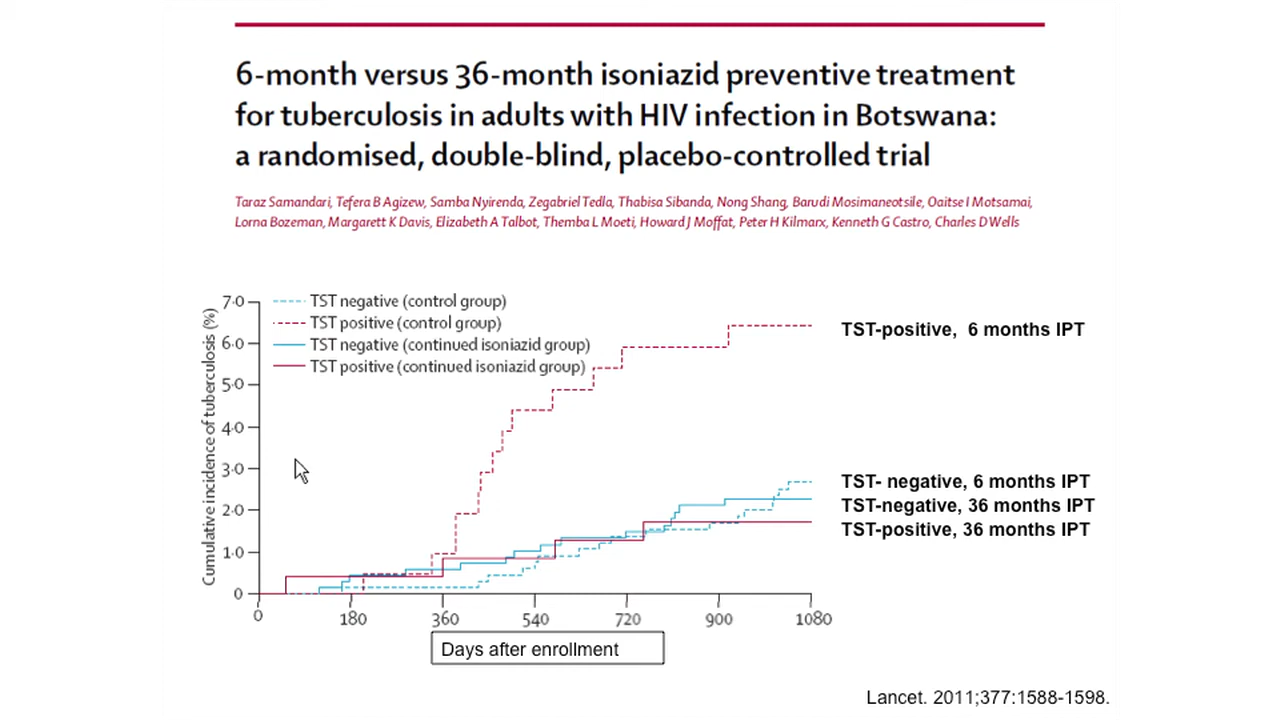 6-month versus 36-month isoniazid preventive treatment
for tuberculosis in adults with HIV infection in Botswana:
a randomised, double-blind, placebo-controlled trial
Taraz Samandari, Tefera B Agizew, Samba Nyirenda, Zegabriel Tedla, Thabisa Sibanda, Nong Shang, Barudi Mosimaneotsile, Oaitse I Motsamai,
Lorna Bozeman, Margarett K Davis, Elizabeth A Talbot, Themba L Moeti, Howard J Moffat, Peter H Kilmarx, Kenneth G Castro, Charles D Wells
Cumulative incidence of tuberculosis (%)
7·0
6·0
5·0
4·0
3·0
2·0
1·0
0
TST negative (control group)
TST positive (control group)
TST negative (continued isoniazid group)
TST positive (continued isoniazid group)
TST-positive, 6 months IPT
TST- negative, 6 months IPT
TST-negative, 36 months IPT
TST-positive, 36 months IPT
0 180 360 540 720 900 1080
Days after enrollment
Lancet. 2011;377:1588-1598.